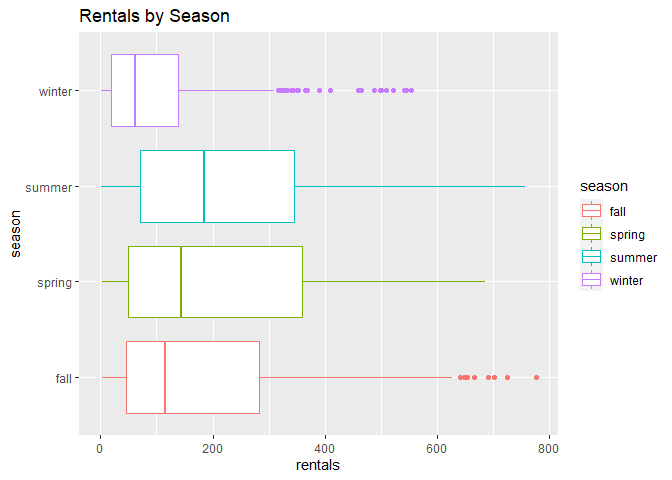 Rentals by Season
winter
summer
spring
fall
season
0
200
400
600
800
rentals
season
fall
spring
summer
winter